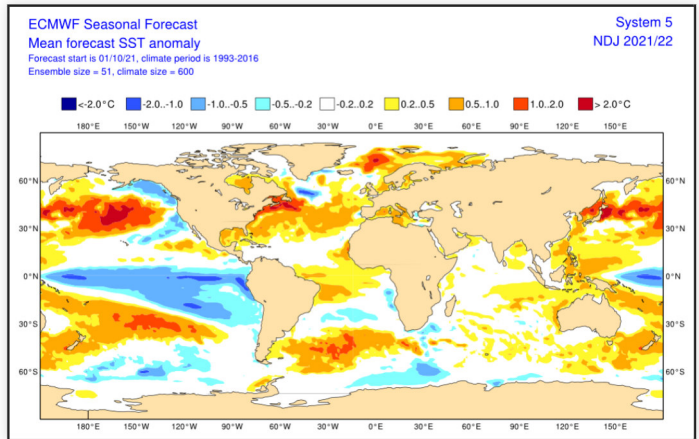 ECMWF Seasonal Forecast
System 5
Mean forecast SST anomaly
NDJ 2021/22
Forecast start is 01/10/21, climate period is 1993-2016
Ensemble size = 51, climate size = 600
<-2.0°C -2.0..-1.0 -1.0..-0.5 -0.5..-0.2 -0.2..0.2 0.2..0.5 0.5..1.0 1.0..2.0 > 2.0°C
180°E 150°W 120°W 90°W 60°W 30°W 0°E 30°E 60°E 90°E 120°E 150°E
60°N 60°N
30°N 30°N
0°N 0°N
30°S 30°S
60°S 60°S
180°E 150°W 120°W 90°W 60°W 30°W 0°E 30°E 60°E 90°E 120°E 150°E